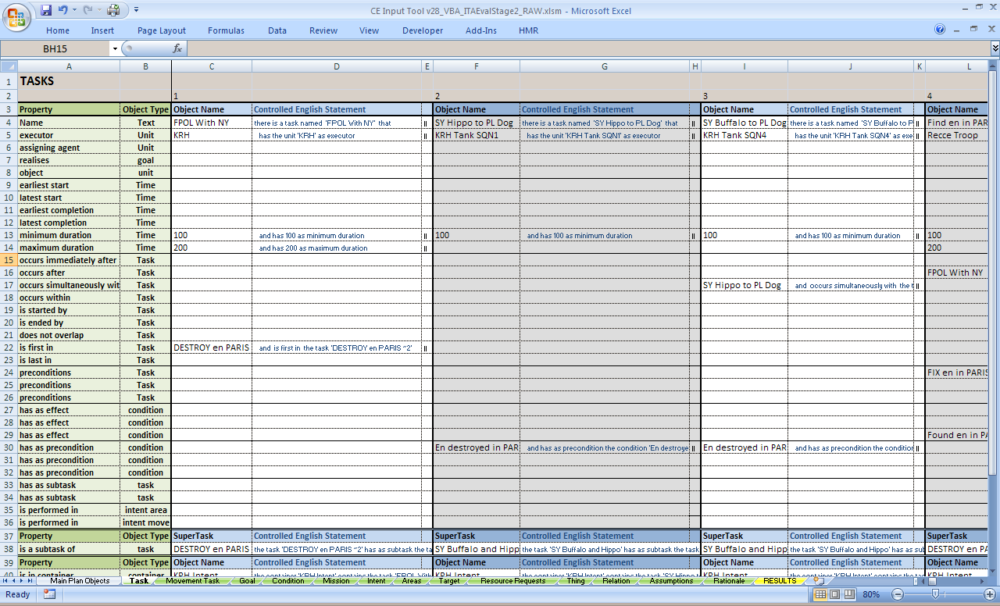 CE Input Tool v28_VBA_ITAEvalStage2_RAW.xlsm - Microsoft Excel
Home Insert Page Layout Formulas Data Review View Developer Add-Ins HMR
BH15 fx
A B C D E F G H I J K L
1 TASKS
2 1 2 3 4
3 Property Object Type Object Name Controlled English Statement Object Name Controlled English Statement Object Name Controlled English Statement Object Name
4 Name Text FPOL With NY there is a task named 'FPOL With NY' that || SY Hippo to PL Dog there is a task named 'SY Hippo to PL Dog' that || SY Buffalo to PL Dog there is a task named 'SY Buffalo to P || Find en in PAR
5 executor Unit KRH has the unit 'KRH' as executor || KRH Tank SQN1 has the unit 'KRH Tank SQN1' as executor || KRH Tank SQN4 has the unit 'KRH Tank SQN4' as exe || Recce Troop
6 assigning agent Unit
7 realises goal
8 object unit
9 earliest start Time
10 latest start Time
11 earliest completion Time
12 latest completion Time
13 minimum duration Time 100 and has 100 as minimum duration || 100 and has 100 as minimum duration || 100 and has 100 as minimum duration || 100
14 maximum duration Time 200 and has 200 as maximum duration || 200
15 occurs immediately after Task
16 occurs after Task FPOL With NY
17 occurs simultaneously wit Task SY Hippo to PL Dog and occurs simultaneously with the t ||
18 occurs within Task
19 is started by Task
20 is ended by Task
21 does not overlap Task
22 is first in Task DESTROY en PARIS and is first in the task 'DESTROY en PARIS ~2' ||
23 is last in Task
24 preconditions Task FIX en in PARIS
25 preconditions Task
26 preconditions Task
27 has as effect condition
28 has as effect condition
29 has as effect condition Found en in PA
30 has as precondition condition En destroyed in PAR and has as precondition the condition 'En destroye || En destroyed in PAR and has as precondition the condition ||
31 has as precondition condition
32 has as precondition condition
33 has as subtask task
34 has as subtask task
35 is performed in intent area
36 is performed in intent move
37 Property Object Type SuperTask Controlled English Statement SuperTask Controlled English Statement SuperTask Controlled English Statement SuperTask
38 is a subtask of task DESTROY en PARIS the task 'DESTROY en PARIS ~2' has as subtask the ta SY Buffalo and Hipp the task 'SY Buffalo and Hippo' has as subtask the task SY Buffalo and Hipp the task 'SY Buffalo and Hippo' has as sub DESTROY en P
39 Property Object Type Object Name Controlled English Statement Object Name Controlled English Statement Object Name Controlled English Statement Object Name
40 is in container container KRH Intent the container 'KRH Intent' contains the task 'FPOL With KRH Intent the container 'KRH Intent' contains the task 'SY Hippo KRH Intent
Main Plan Objects Task Movement Task Goal Condition Mission Intent Areas Target Resource Requests Thing Relation Assumptions Rationale RESULTS
Ready 80%